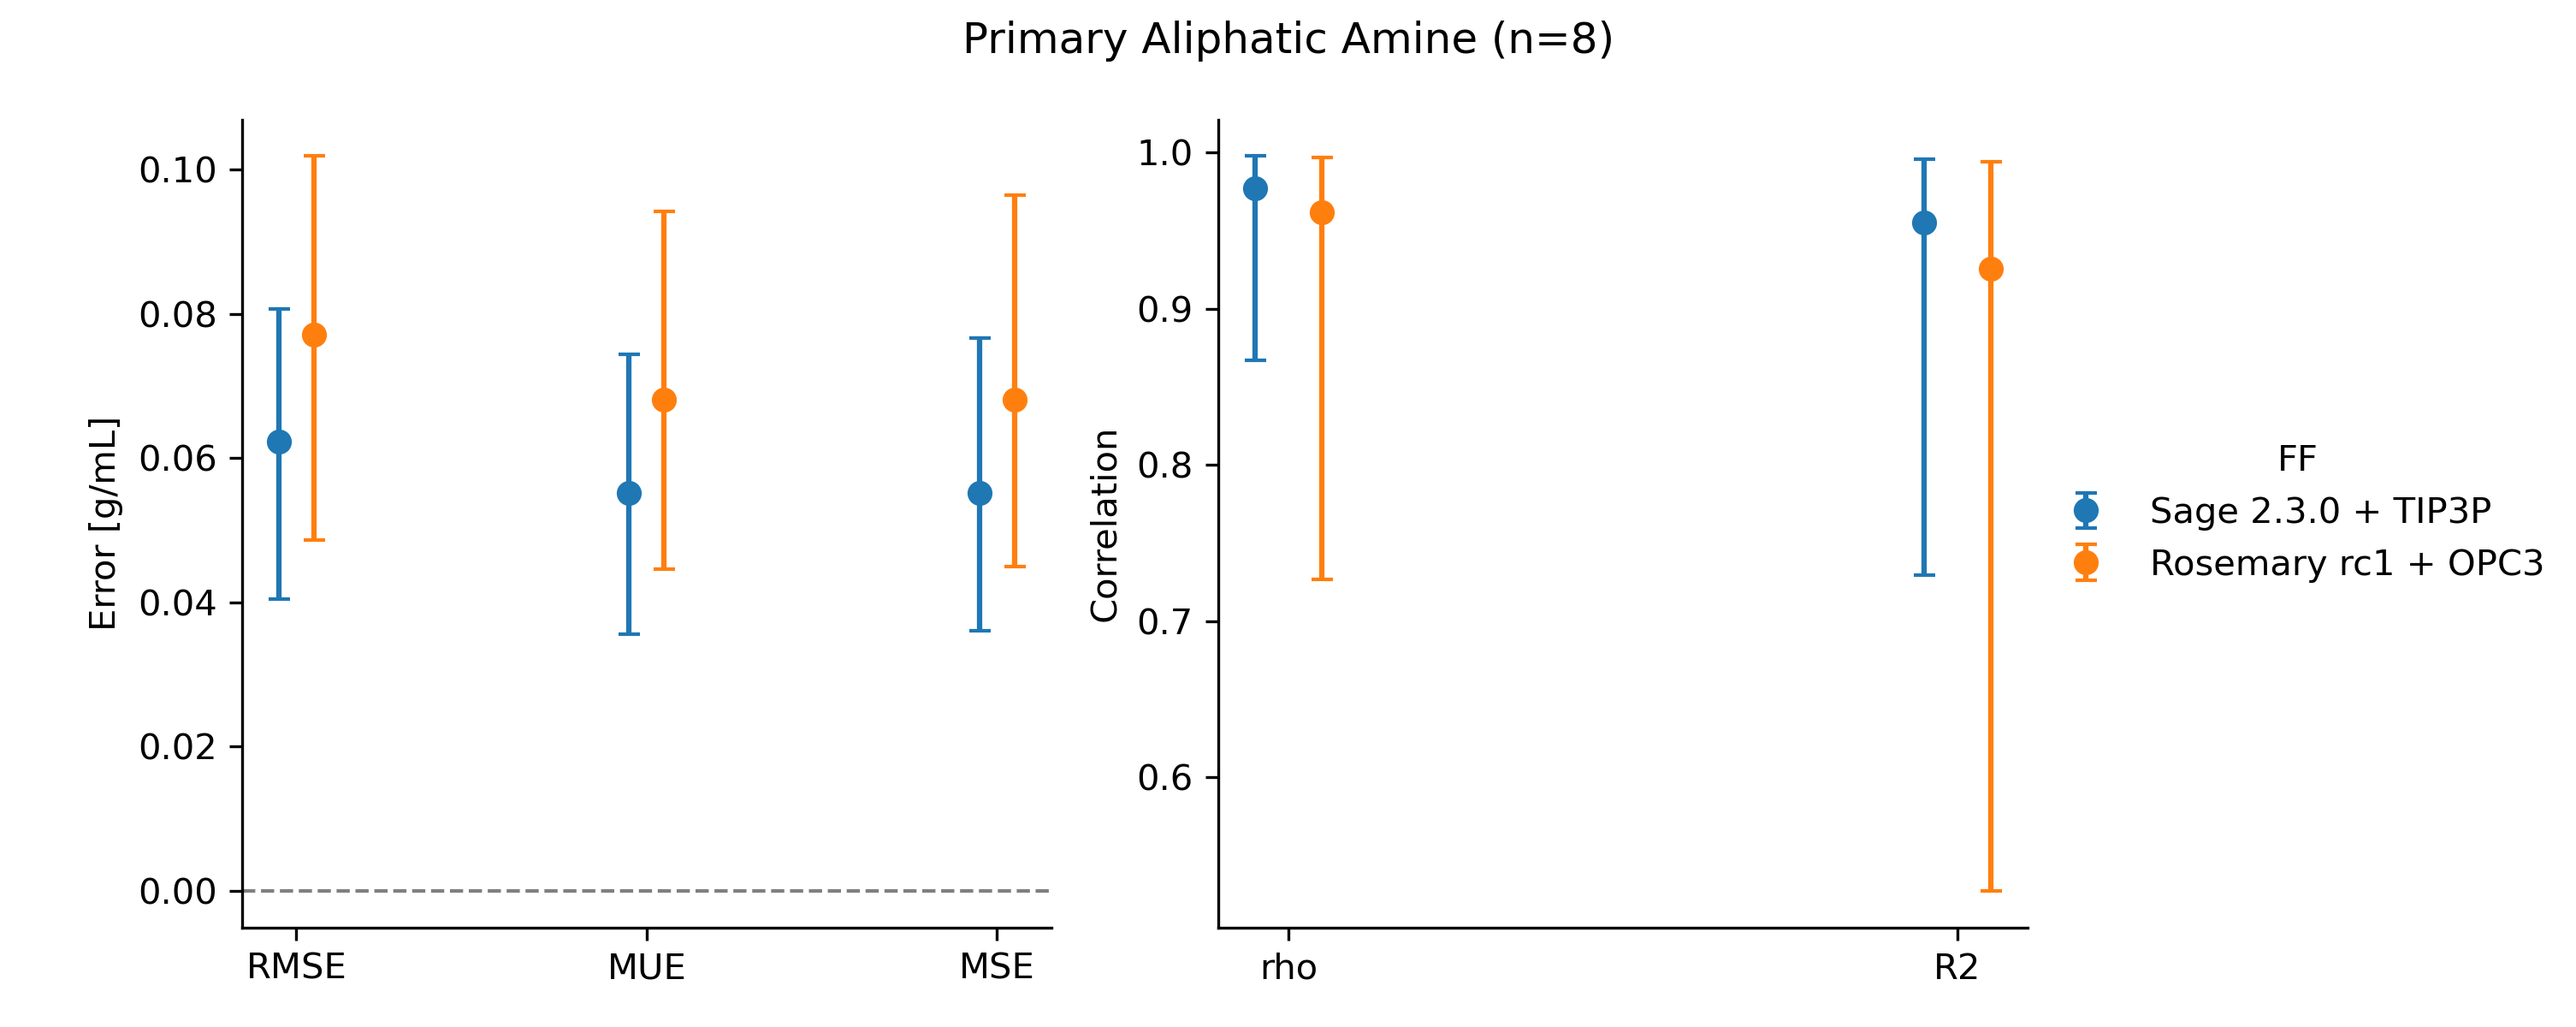 Primary Aliphatic Amine (n=8)
Error [g/mL]
0.10
0.08
0.06
0.04
0.02
0.00
RMSE
MUE
MSE
Correlation
1.0
0.9
0.8
0.7
0.6
rho
R2
FF
Sage 2.3.0 + TIP3P
Rosemary rc1 + OPC3